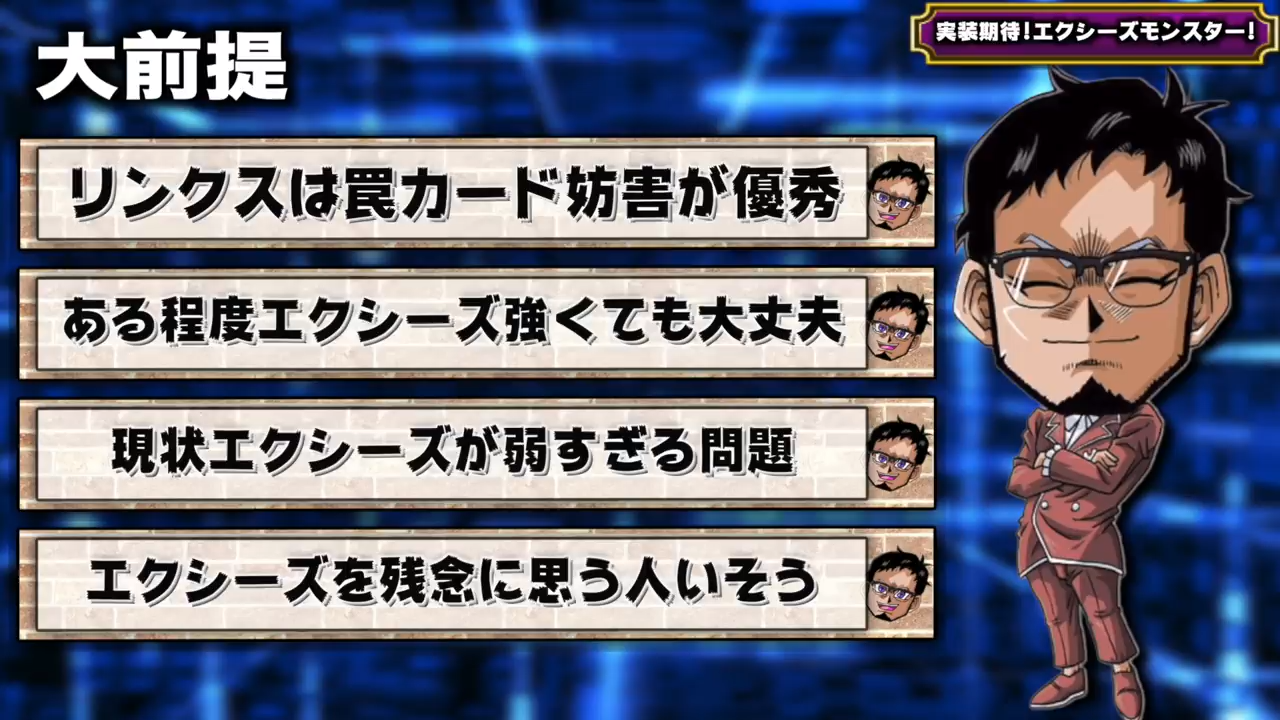 実装期待!エクシーズモンスター!
大前提
リンクスは罠カード妨害が優秀
ある程度エクシーズ強くても大丈夫
現状エクシーズが弱すぎる問題
エクシーズを残念に思う人いそう